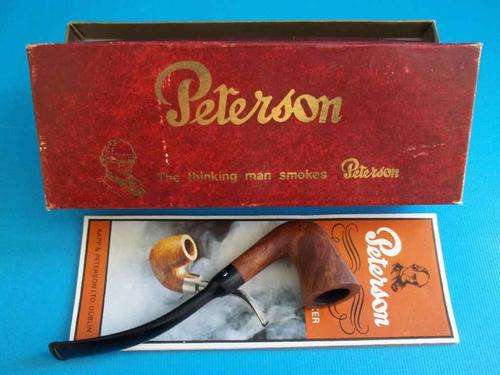 Peterson
The thinking man smokes Peterson
Peterson
KAPP & PETERSON LTD DUBLIN